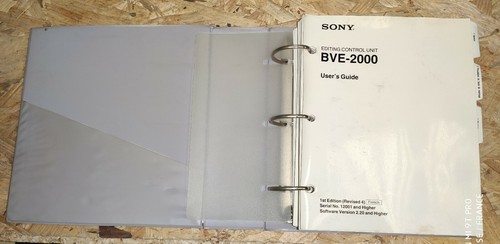 SONY
EDITING CONTROL UNIT
BVE-2000
User's Guide
1st Edition (Revised 4)
Serial No. 12001 and Higher
Software Version 2.20 and Higher